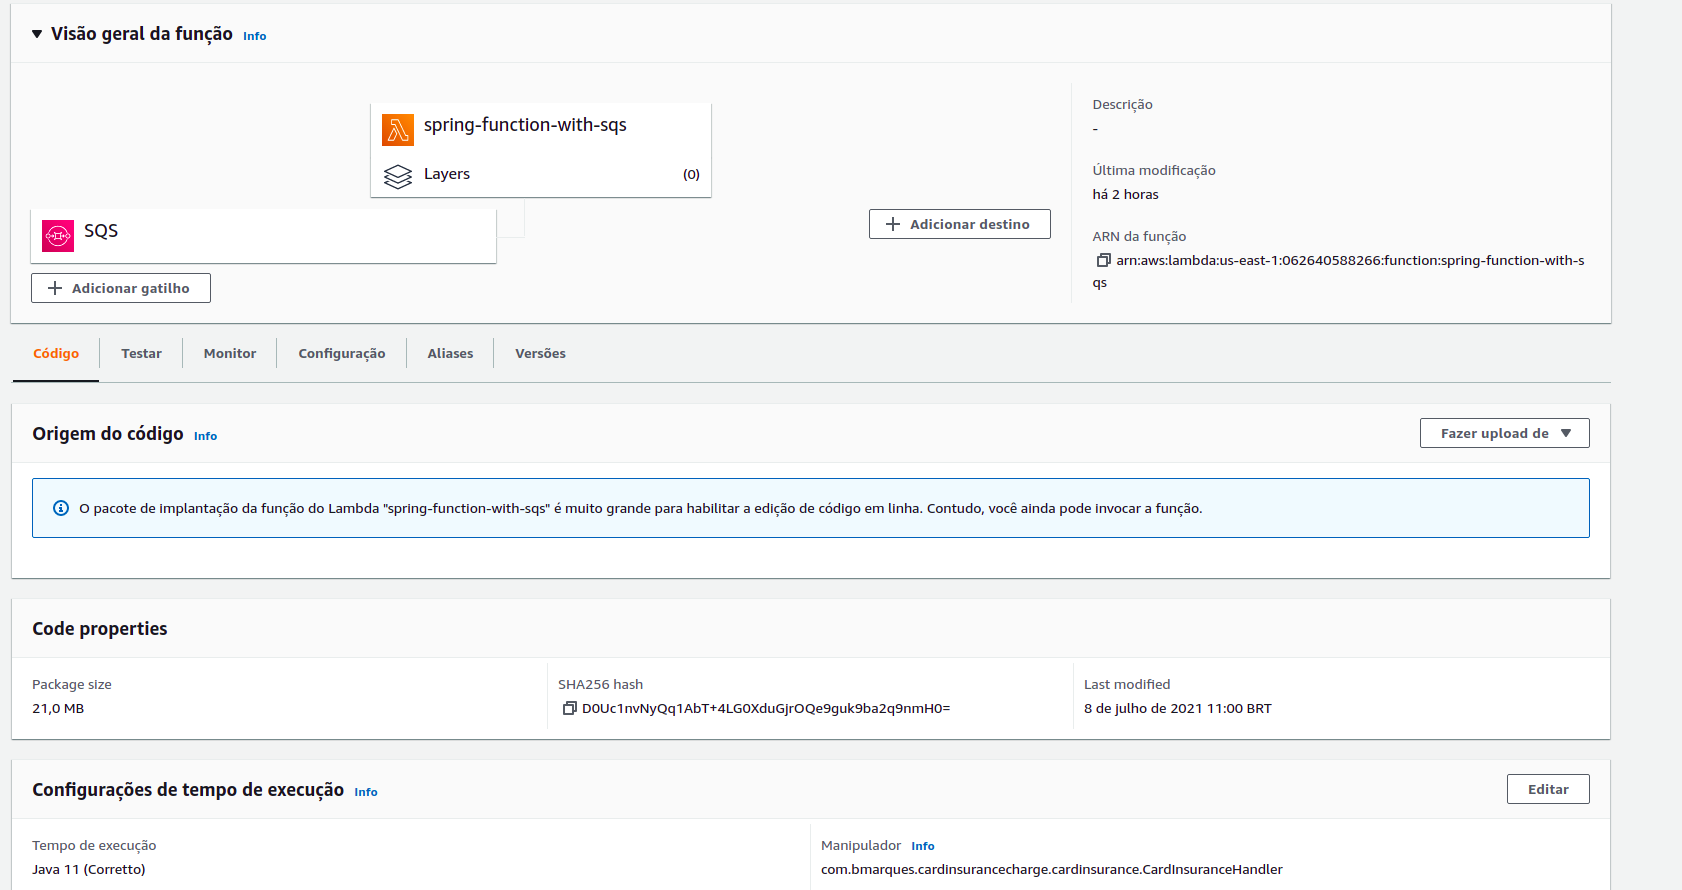 Visão geral da função Info
spring-function-with-sqs
Layers (0)
SQS
Adicionar gatilho
Adicionar destino
Descrição
-
Última modificação
há 2 horas
ARN da função
arn:aws:lambda:us-east-1:062640588266:function:spring-function-with-s
qs
Código Testar Monitor Configuração Aliases Versões
Origem do código Info
Fazer upload de
O pacote de implantação da função do Lambda "spring-function-with-sqs" é muito grande para habilitar a edição de código em linha. Contudo, você ainda pode invocar a função.
Code properties
Package size
21,0 MB
SHA256 hash
D0Uc1nvNyQq1AbT+4LG0XduGjrOQe9guk9ba2q9nmH0=
Last modified
8 de julho de 2021 11:00 BRT
Configurações de tempo de execução Info
Editar
Tempo de execução
Java 11 (Corretto)
Manipulador Info
com.bmarques.cardinsurancecharge.cardinsurance.CardInsuranceHandler